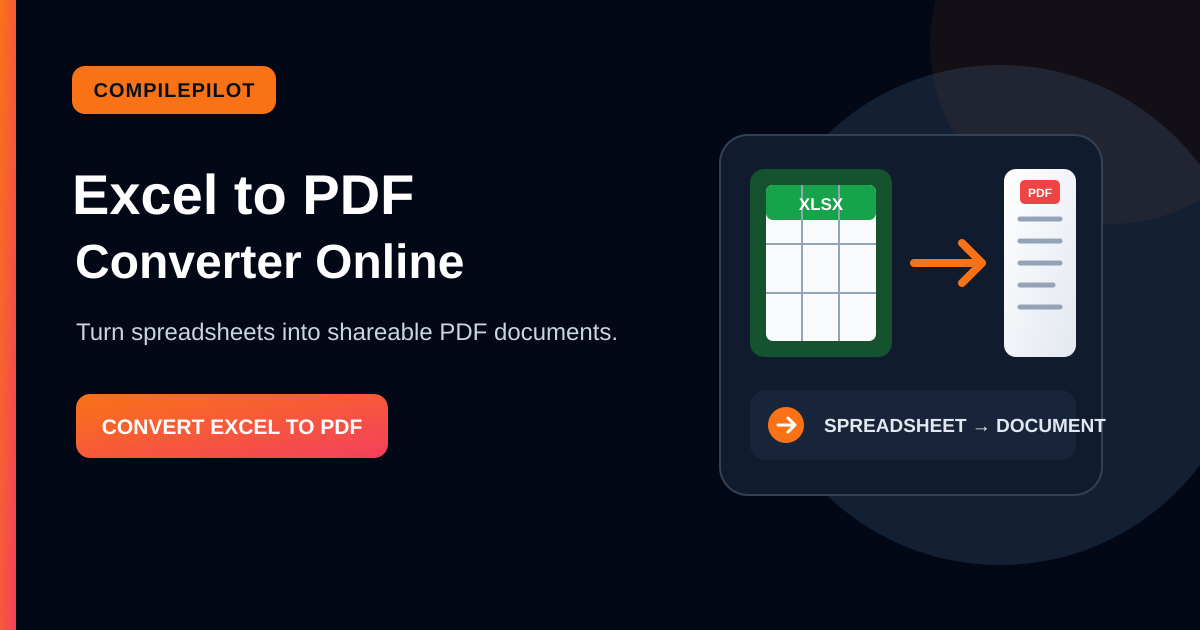 COMPILEPILOT
Excel to PDF
Converter Online
Turn spreadsheets into shareable PDF documents.
CONVERT EXCEL TO PDF
XLSX
PDF
SPREADSHEET → DOCUMENT